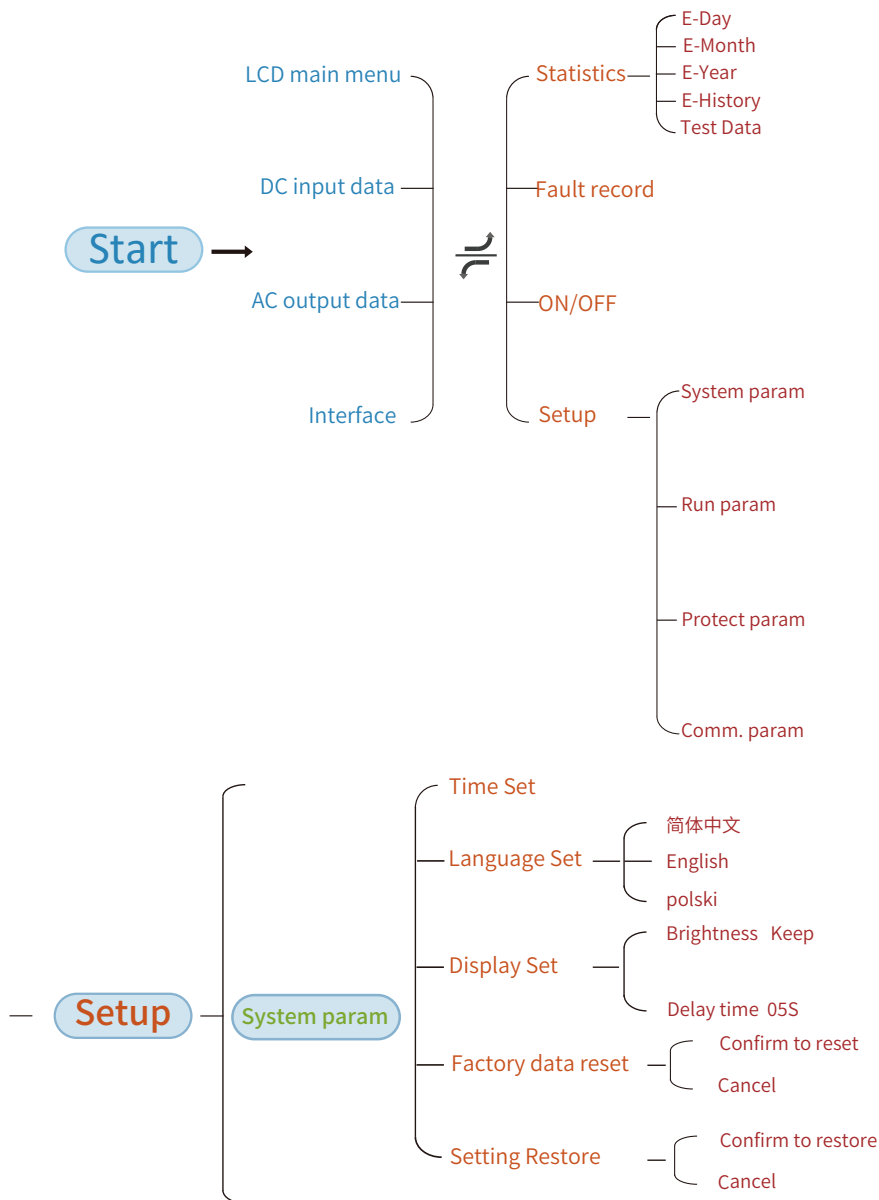 Start
LCD main menu
DC input data
AC output data
Interface
Statistics
E-Day
E-Month
E-Year
E-History
Test Data
Fault record
ON/OFF
Setup
System param
Run param
Protect param
Comm. param
Setup
System param
Time Set
Language Set
简体中文
English
polski
Display Set
Brightness Keep
Delay time 05S
Factory data reset
Confirm to reset
Cancel
Setting Restore
Confirm to restore
Cancel